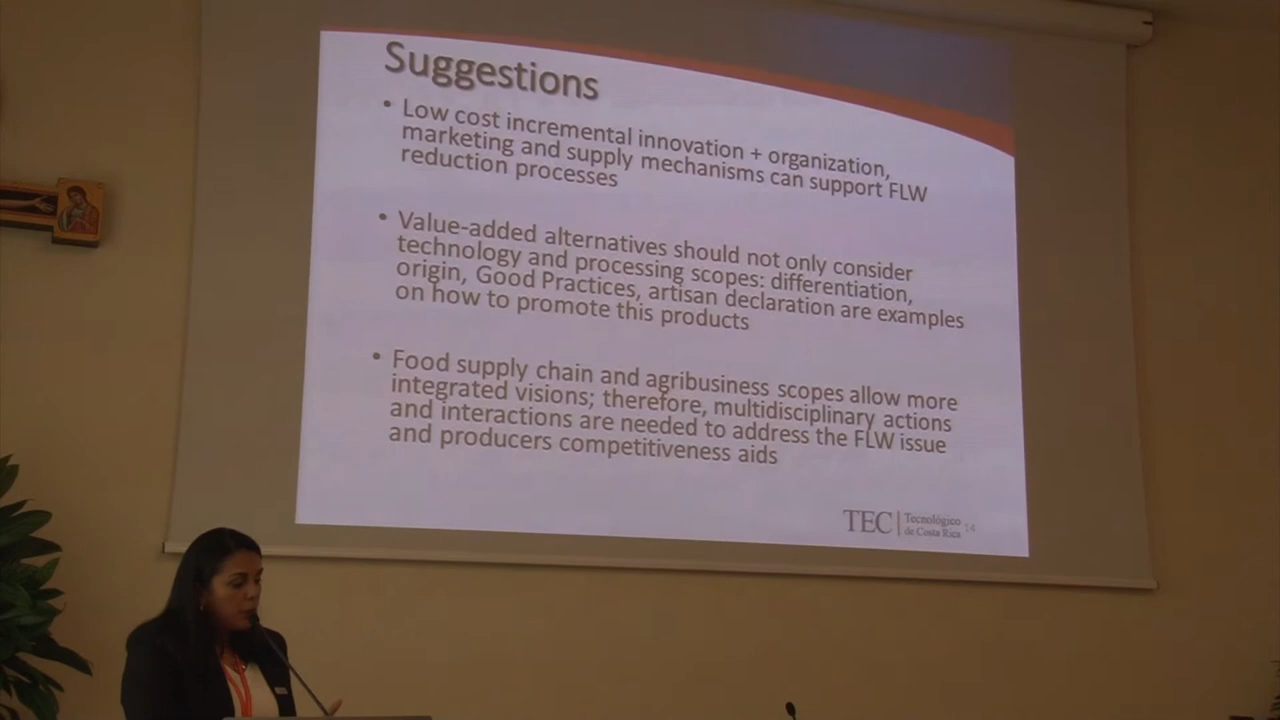 Suggestions
• Low cost incremental innovation + organization,
marketing and supply mechanisms can support FLW
reduction processes
• Value-added alternatives should not only consider
technology and processing scopes: differentiation,
origin, Good Practices, artisan declaration are examples
on how to promote this products
• Food supply chain and agribusiness scopes allow more
integrated visions; therefore, multidisciplinary actions
and interactions are needed to address the FLW issue
and producers competitiveness aids
TEC | Tecnológico
de Costa Rica
14